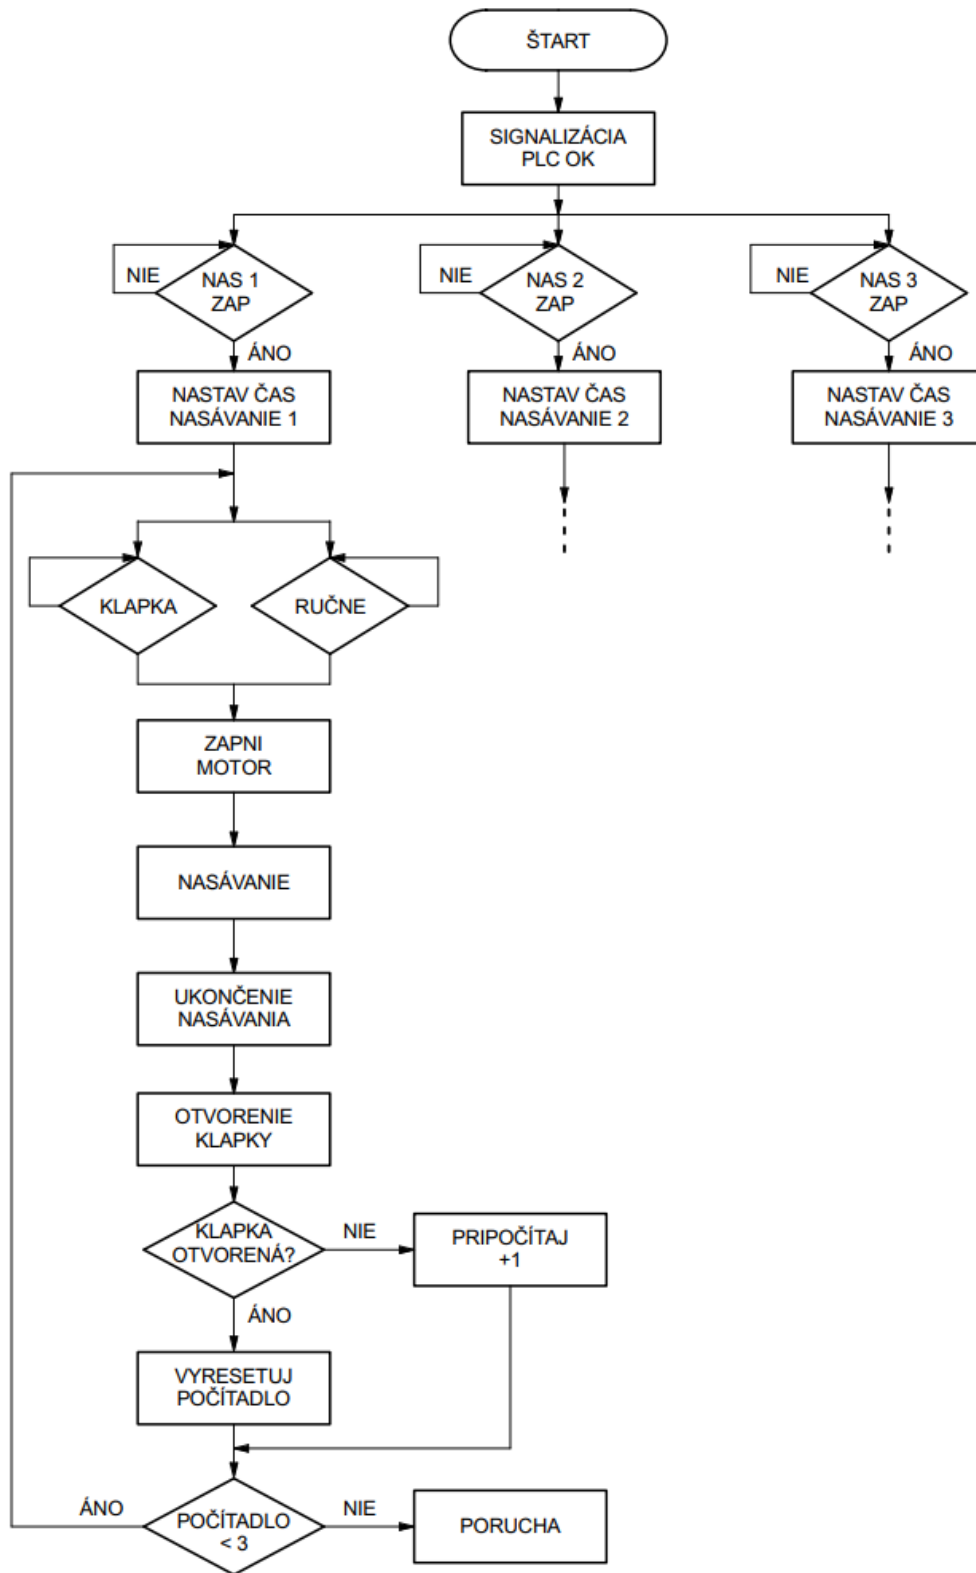 ŠTART
SIGNALIZÁCIA
PLC OK
NIE
NAS 1
ZAP
NIE
NAS 2
ZAP
NIE
NAS 3
ZAP
ÁNO
ÁNO
ÁNO
NASTAV ČAS
NASÁVANIE 1
NASTAV ČAS
NASÁVANIE 2
NASTAV ČAS
NASÁVANIE 3
KLAPKA
RUČNE
ZAPNI
MOTOR
NASÁVANIE
UKONČENIE
NASÁVANIA
OTVORENIE
KLAPKY
KLAPKA
OTVORENÁ?
NIE
PRIPOČÍTAJ
+1
ÁNO
VYRESETUJ
POČÍTADLO
ÁNO
POČÍTADLO
< 3
NIE
PORUCHA